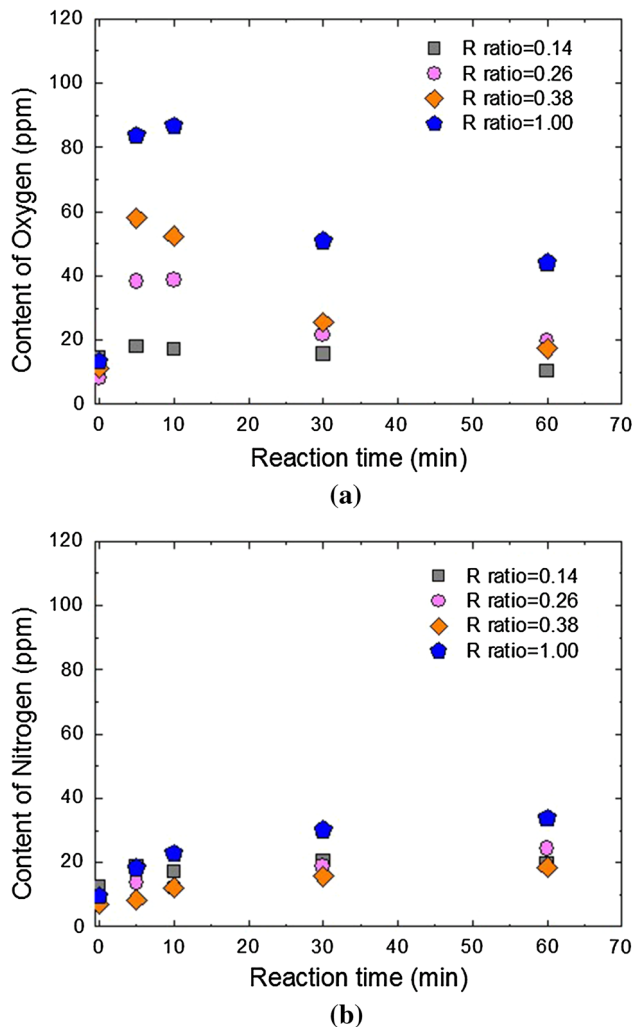 120
100
80
60
40
20
0
Content of Oxygen (ppm)
R ratio=0.14
R ratio=0.26
R ratio=0.38
R ratio=1.00
0 10 20 30 40 50 60 70
Reaction time (min)
(a)
120
100
80
60
40
20
0
Content of Nitrogen (ppm)
R ratio=0.14
R ratio=0.26
R ratio=0.38
R ratio=1.00
0 10 20 30 40 50 60 70
Reaction time (min)
(b)